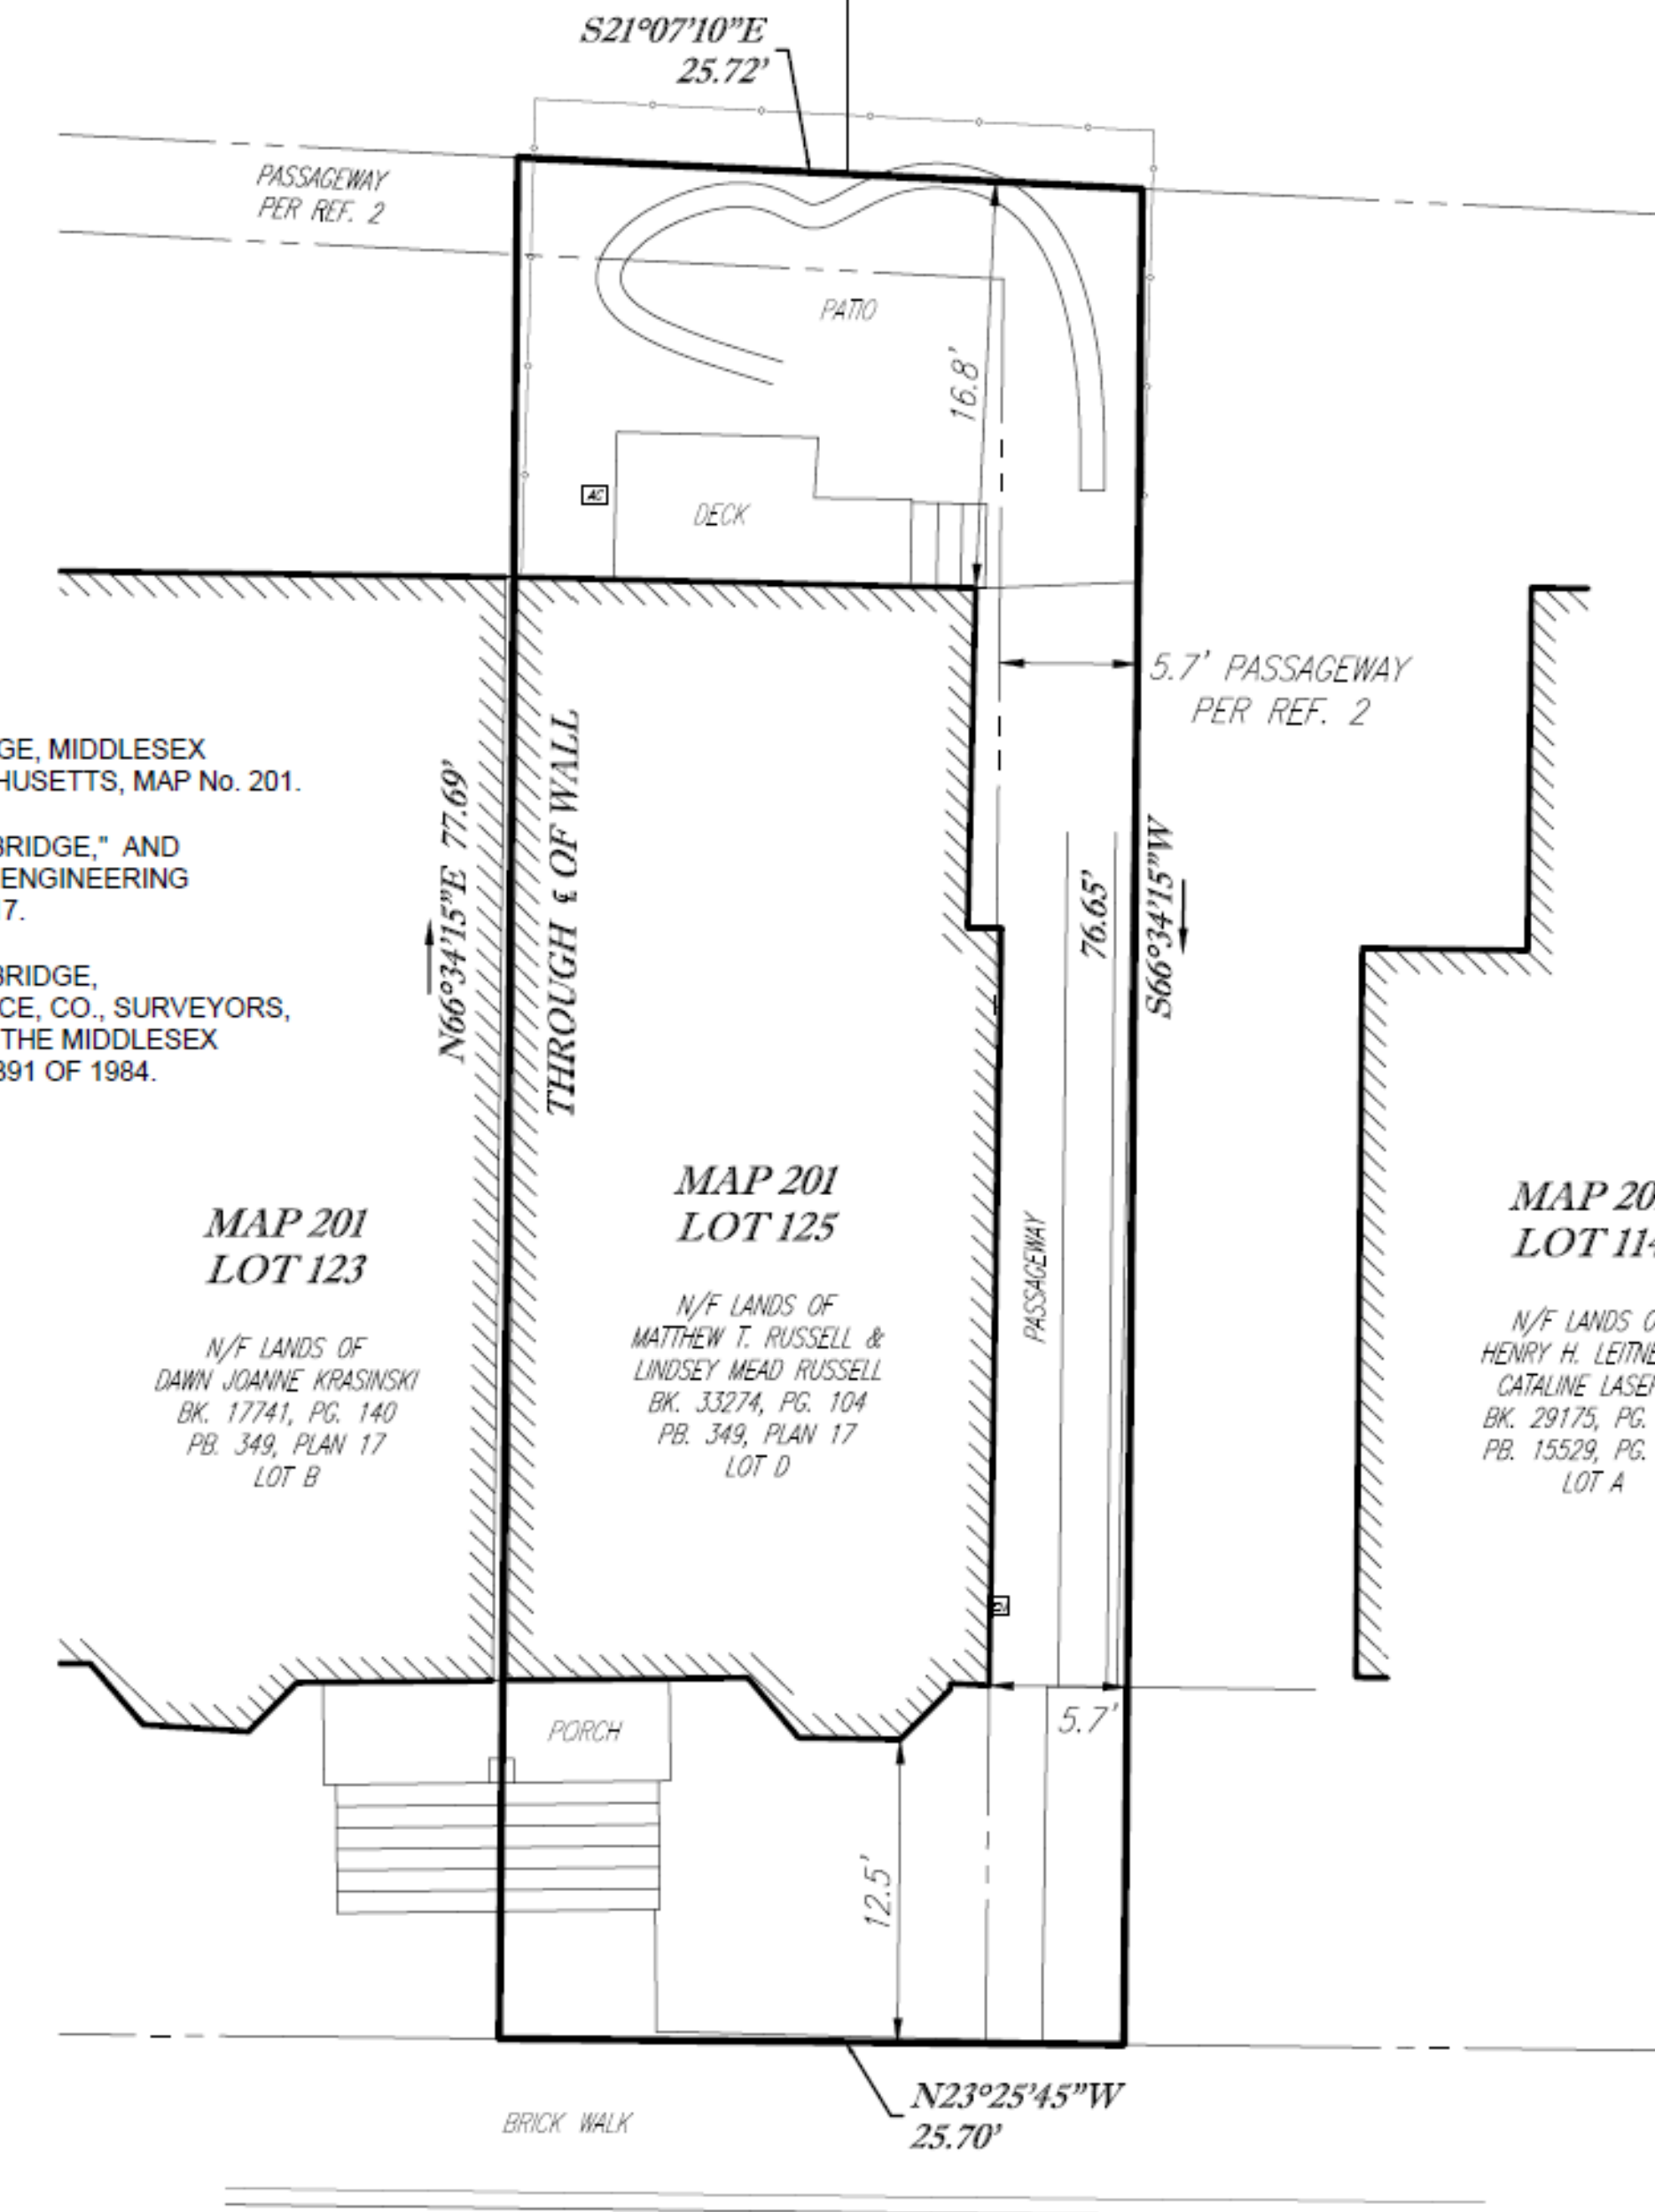 S21°07'10"E
25.72'
PASSAGEWAY
PER REF. 2
PATIO
16.8'
AC
DECK
5.7' PASSAGEWAY
PER REF. 2
GE, MIDDLESEX
HUSETTS, MAP No. 201.
BRIDGE," AND
ENGINEERING
7.
BRIDGE,
CE, CO., SURVEYORS,
THE MIDDLESEX
391 OF 1984.
N66°34'15"E 77.69'
THROUGH ℄ OF WALL
76.65'
S66°34'15"W
PASSAGEWAY
MAP 201
LOT 123
N/F LANDS OF
DAWN JOANNE KRASINSKI
BK. 17741, PG. 140
PB. 349, PLAN 17
LOT B
MAP 201
LOT 125
N/F LANDS OF
MATTHEW T. RUSSELL &
LINDSEY MEAD RUSSELL
BK. 33274, PG. 104
PB. 349, PLAN 17
LOT D
MAP 20
LOT 114
N/F LANDS O
HENRY H. LEITNE
CATALINE LASER
BK. 29175, PG.
PB. 15529, PG.
LOT A
PORCH
5.7'
12.5'
N23°25'45"W
25.70'
BRICK WALK